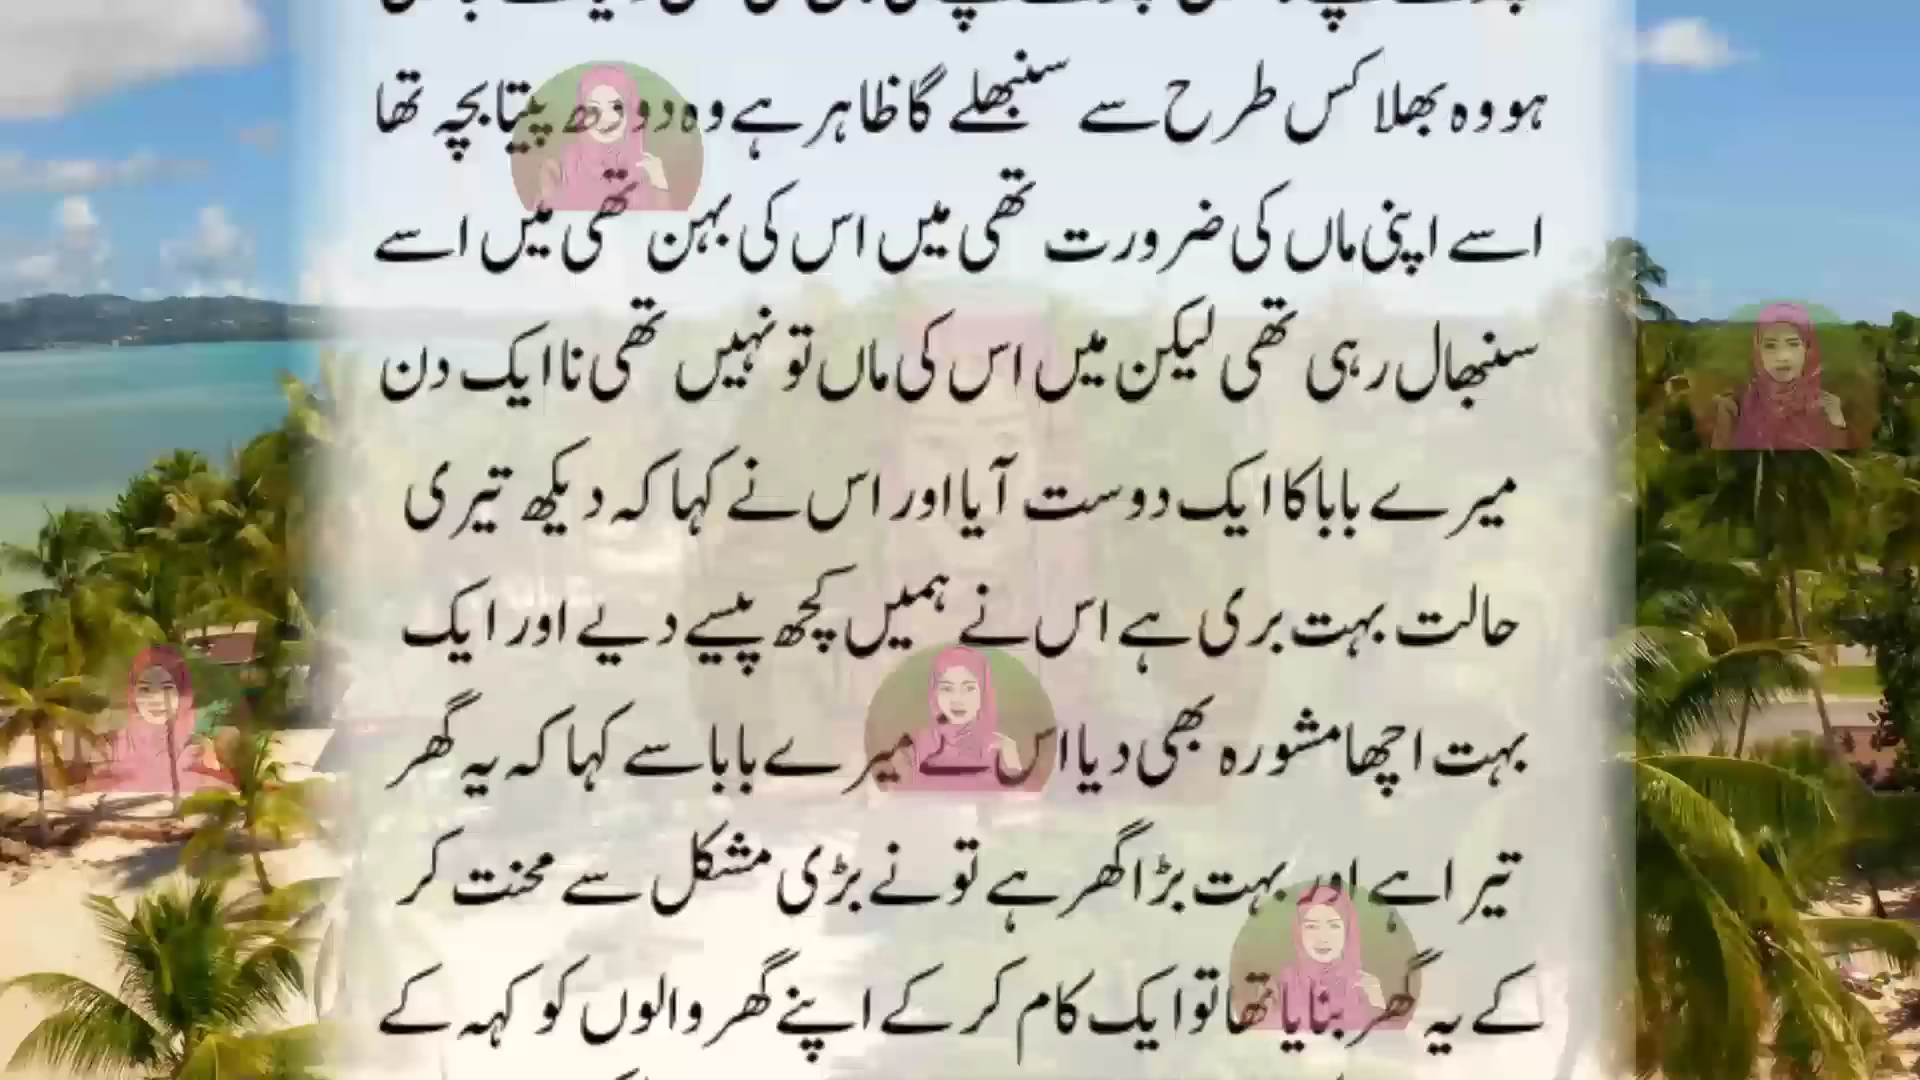 ہو وہ بھلا کس طرح سے سنبھلے گا ظاہر ہے وہ دودھ پیتا بچہ تھا
اسے اپنی ماں کی ضرورت تھی میں اس کی بہن تھی میں اسے
سنبھال رہی تھی لیکن میں اس کی ماں تو نہیں تھی نا ایک دن
میرے بابا کا ایک دوست آیا اور اس نے کہا کہ دیکھ تیری
حالت بہت بری ہے اس نے ہمیں کچھ پیسے دیے اور ایک
بہت اچھا مشورہ بھی دیا اس نے میرے بابا سے کہا کہ یہ گھر
تیرا ہے اور بہت بڑا گھر ہے تو نے بڑی مشکل سے محنت کر
کے یہ گھر بنایا تھا تو ایک کام کر کے اپنے گھر والوں کو کہہ کے